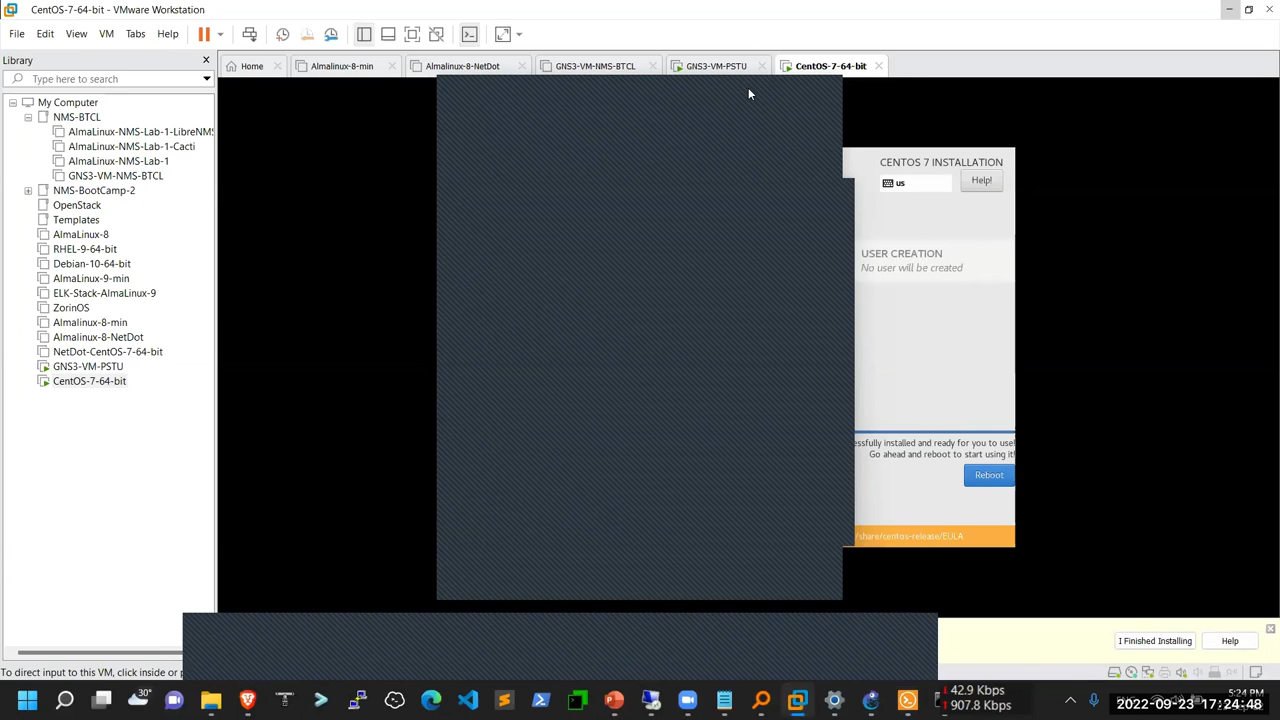 CentOS-7-64-bit - VMware Workstation
File Edit View VM Tabs Help
Library
Type here to search
My Computer
NMS-BTCL
AlmaLinux-NMS-Lab-1-LibreNMS
AlmaLinux-NMS-Lab-1-Cacti
AlmaLinux-NMS-Lab-1
GNS3-VM-NMS-BTCL
NMS-BootCamp-2
OpenStack
Templates
AlmaLinux-8
RHEL-9-64-bit
Debian-10-64-bit
AlmaLinux-9-min
ELK-Stack-AlmaLinux-9
ZorinOS
Almalinux-8-min
Almalinux-8-NetDot
NetDot-CentOS-7-64-bit
GNS3-VM-PSTU
CentOS-7-64-bit
Home Almalinux-8-min Almalinux-8-NetDot GNS3-VM-NMS-BTCL GNS3-VM-PSTU CentOS-7-64-bit
CENTOS 7 INSTALLATION
us Help!
USER CREATION
No user will be created
essfully installed and ready for you to use!
Go ahead and reboot to start using it!
Reboot
/share/centos-release/EULA
I Finished Installing Help
To direct input to this VM, click inside or
30°
42.9 Kbps
907.8 Kbps
5:24 PM
2022-09-23 17:24:48